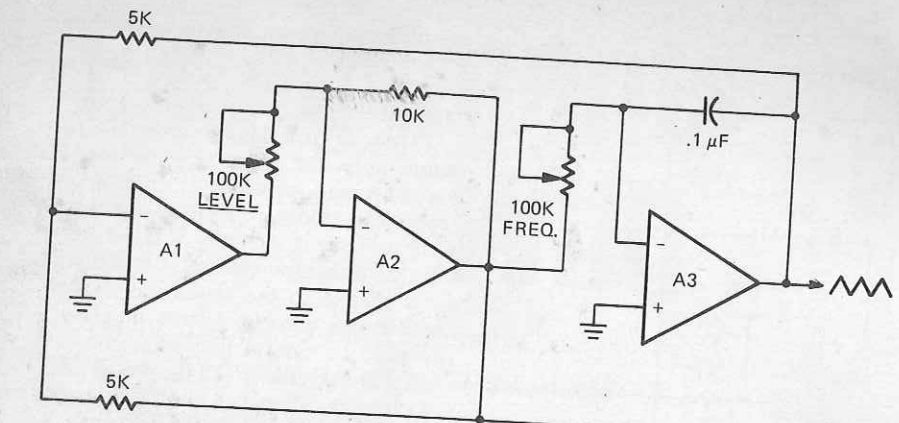 5K
10K
.1 µF
100K
LEVEL
100K
FREQ.
−
A1
+
−
A2
+
−
A3
+
5K